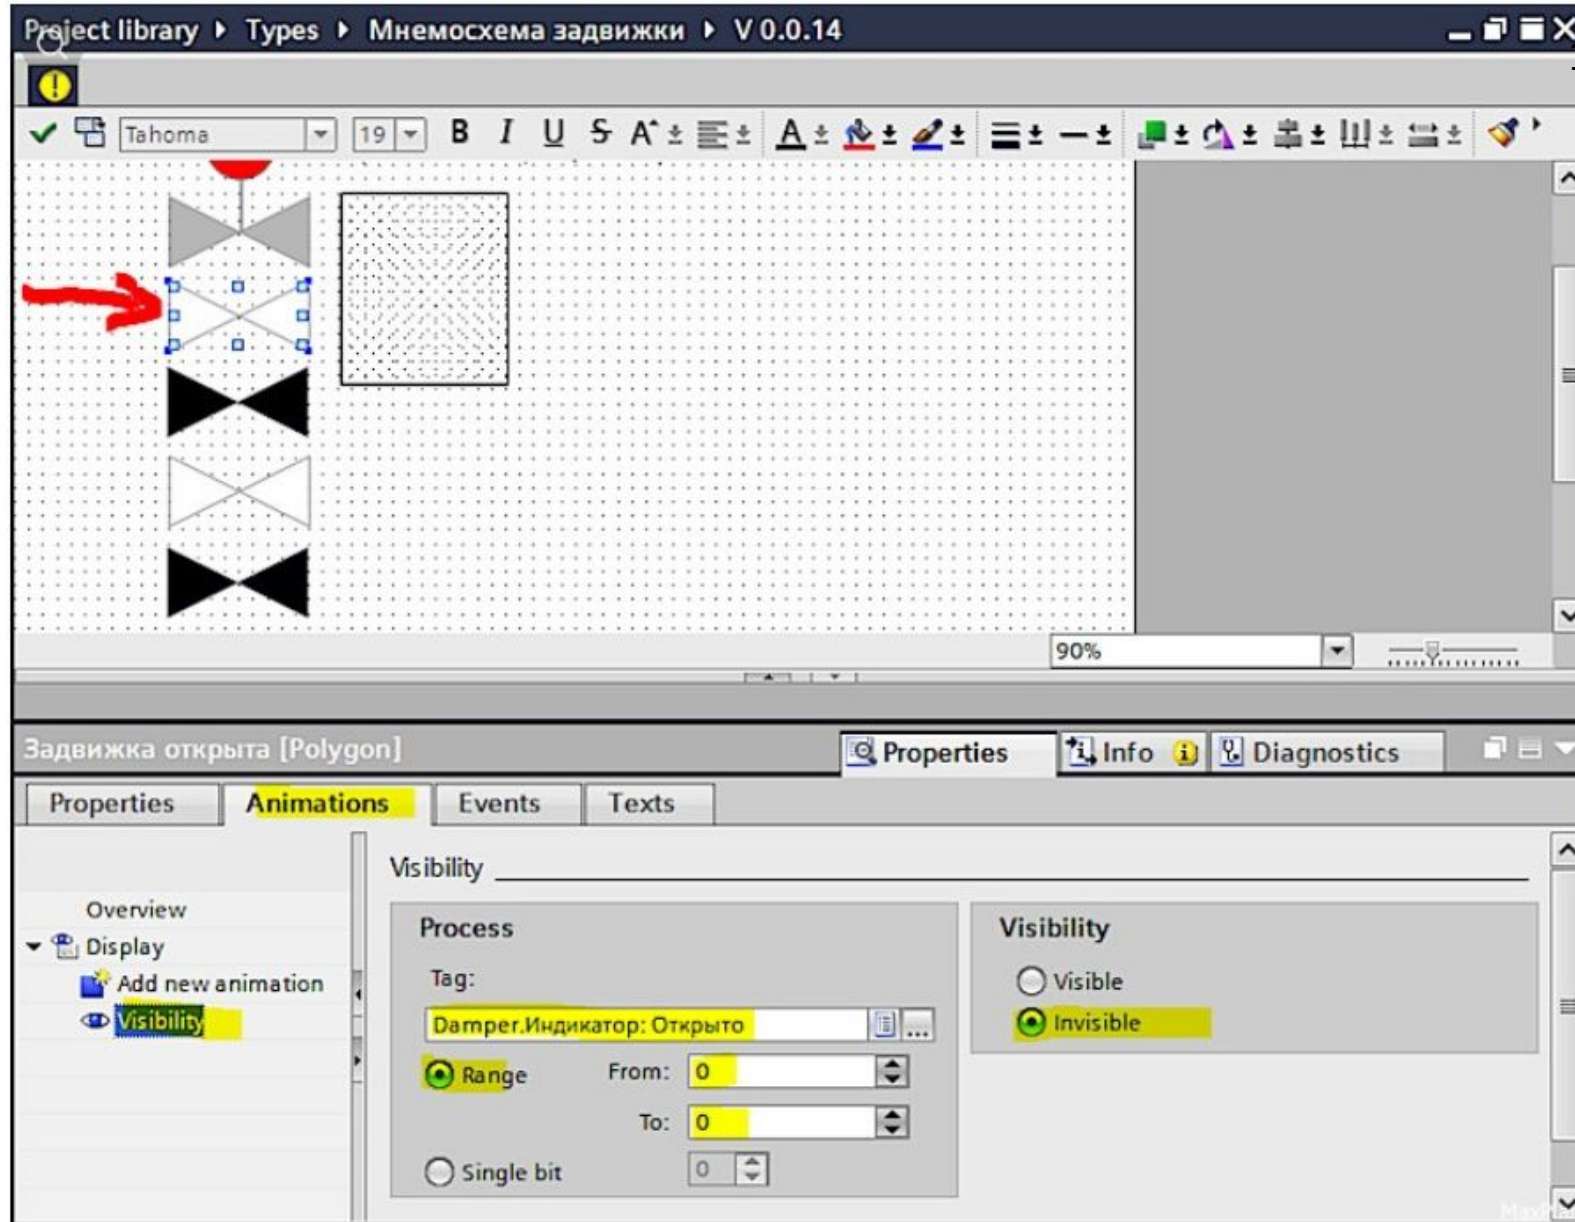 Project library ▸ Types ▸ Мнемосхема задвижки ▸ V 0.0.14
Tahoma 19 B I U S A A
90%
Задвижка открыта [Polygon]
Properties Info Diagnostics
Properties Animations Events Texts
Visibility
Overview
Display
Add new animation
Visibility
Process
Tag:
Damper.Индикатор: Открыто ...
Range From: 0
To: 0
Single bit 0
Visibility
Visible
Invisible